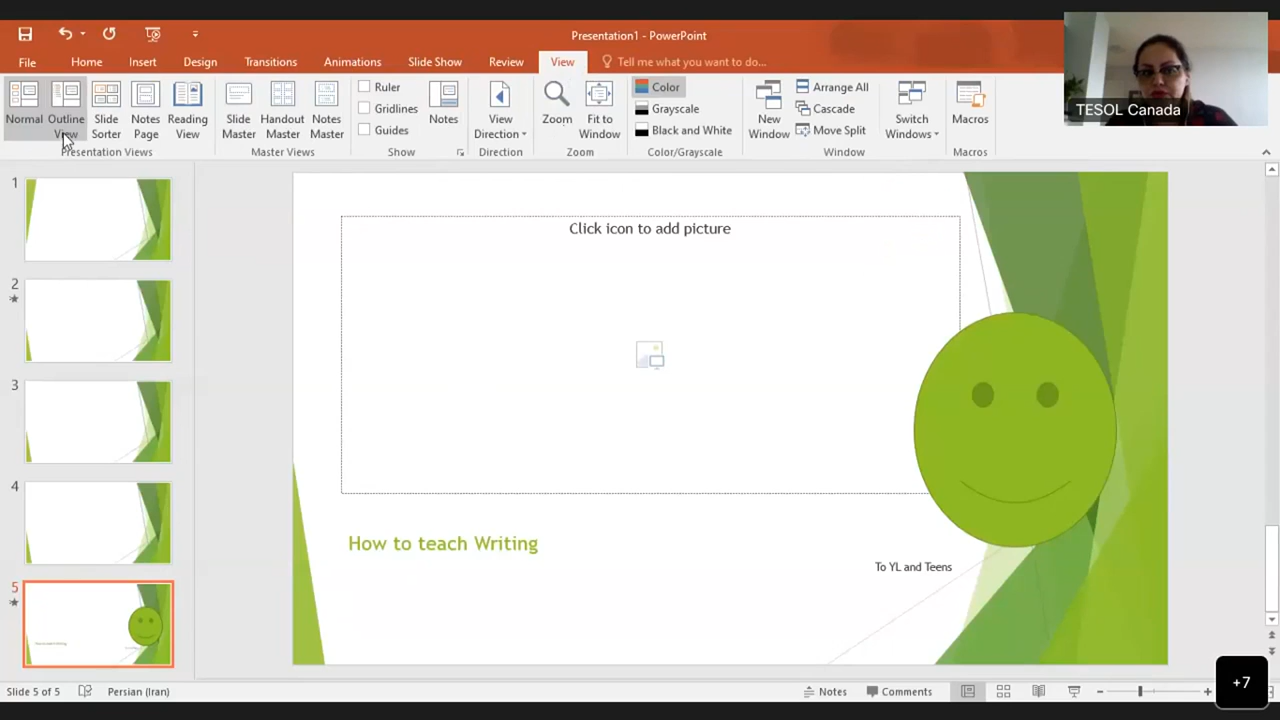 Presentation1 - PowerPoint
TESOL Canada
File Home Insert Design Transitions Animations Slide Show Review View Tell me what you want to do...
Normal
Outline View
Slide Sorter
Notes Page
Reading View
Presentation Views
Slide Master
Handout Master
Notes Master
Master Views
Ruler
Gridlines
Guides
Notes
Show
View Direction
Direction
Zoom
Fit to Window
Zoom
Color
Grayscale
Black and White
Color/Grayscale
New Window
Arrange All
Cascade
Move Split
Switch Windows
Window
Macros
Macros
1
2
3
4
5
Click icon to add picture
How to teach Writing
To YL and Teens
Slide 5 of 5 Persian (Iran) Notes Comments
+7